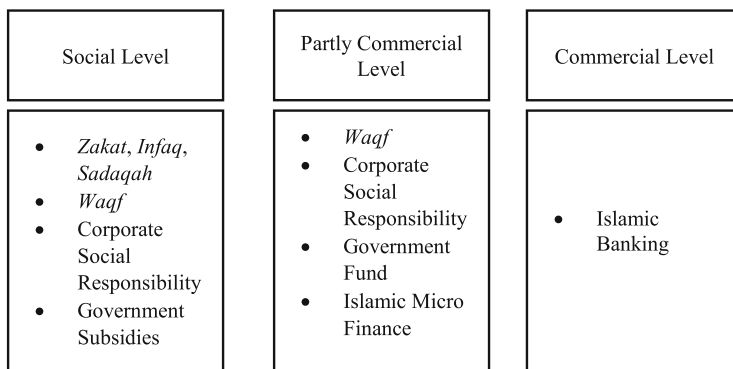 Social Level
• Zakat, Infaq,
Sadaqah
• Waqf
• Corporate
Social
Responsibility
• Government
Subsidies
Partly Commercial
Level
• Waqf
• Corporate
Social
Responsibility
• Government
Fund
• Islamic Micro
Finance
Commercial Level
• Islamic
Banking